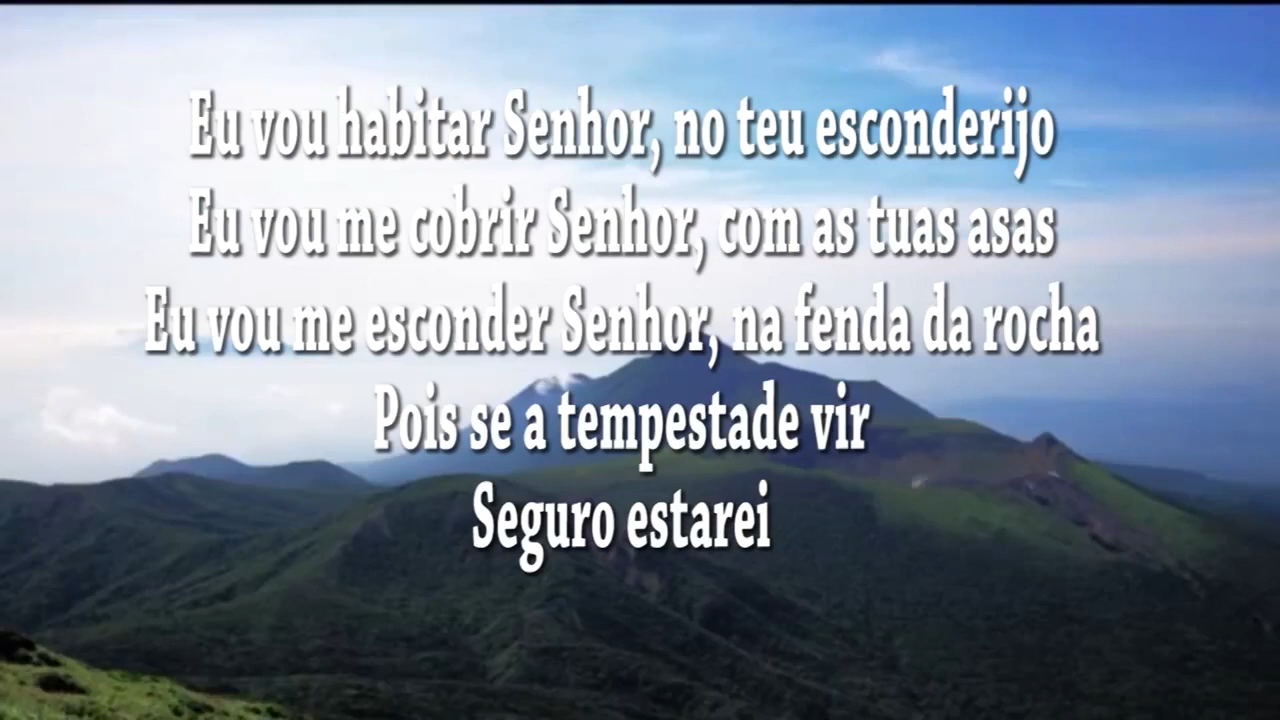 Eu vou habitar Senhor, no teu esconderijo
Eu vou me cobrir Senhor, com as tuas asas
Eu vou me esconder Senhor, na fenda da rocha
Pois se a tempestade vir
Seguro estarei